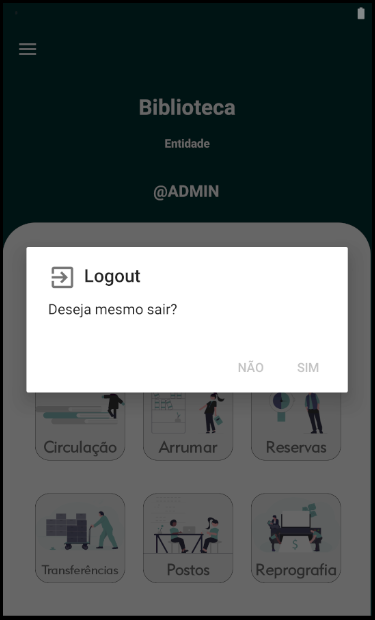 Biblioteca
Entidade
@ADMIN
Logout
Deseja mesmo sair?
NÃO SIM
Circulação Arrumar Reservas
$
Transferências Postos Reprografia